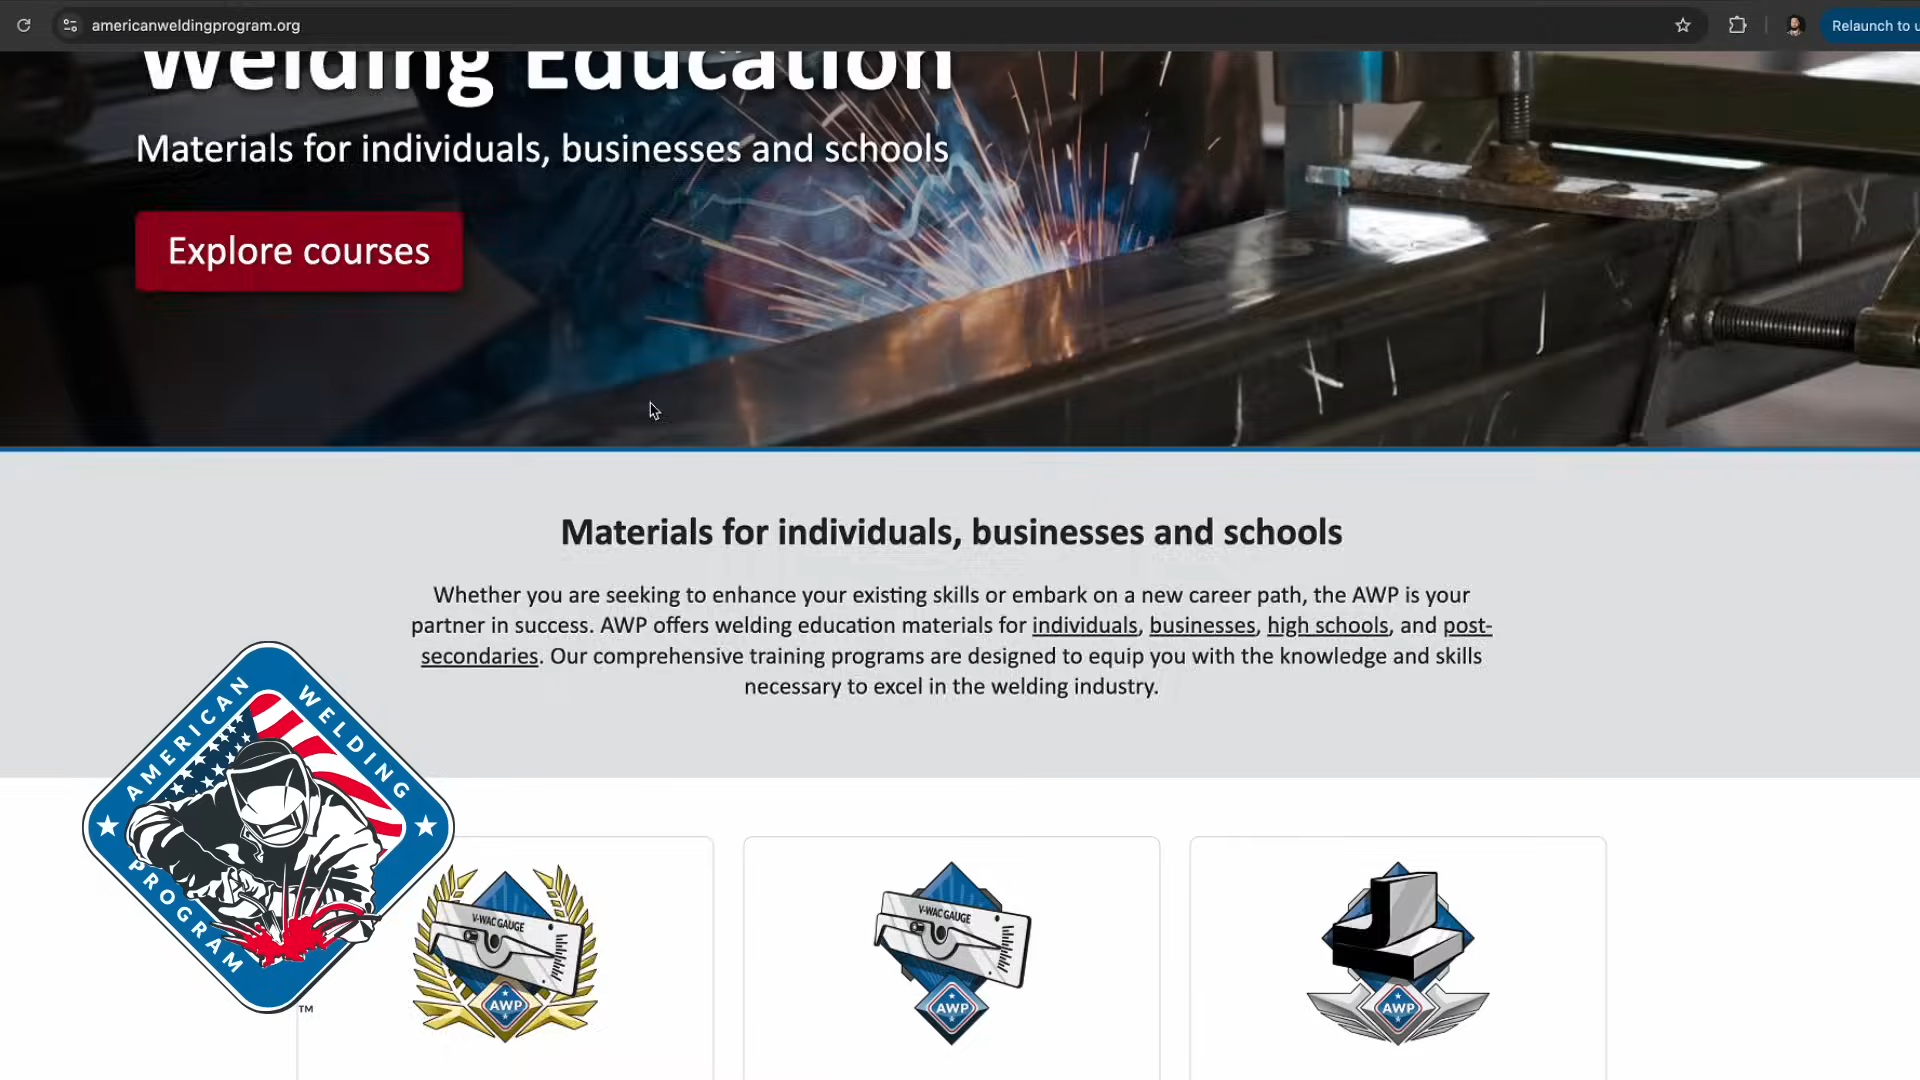 americanweldingprogram.org
Relaunch to u
Welding Education
Materials for individuals, businesses and schools
Explore courses
Materials for individuals, businesses and schools
Whether you are seeking to enhance your existing skills or embark on a new career path, the AWP is your
partner in success. AWP offers welding education materials for individuals, businesses, high schools, and post-
secondaries. Our comprehensive training programs are designed to equip you with the knowledge and skills
necessary to excel in the welding industry.
AMERICAN WELDING
PROGRAM
TM
V-WAC GAUGE
AWP
V-WAC GAUGE
AWP
AWP